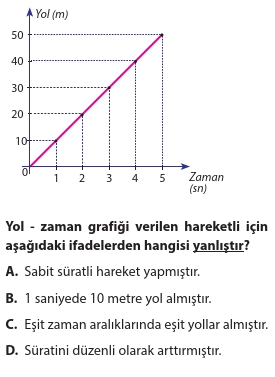 Yol (m)
50
40
30
20
10
0
1 2 3 4 5
Zaman
(sn)
Yol - zaman grafiği verilen hareketli için
aşağıdaki ifadelerden hangisi yanlıştır?
A. Sabit süratli hareket yapmıştır.
B. 1 saniyede 10 metre yol almıştır.
C. Eşit zaman aralıklarında eşit yollar almıştır.
D. Süratini düzenli olarak arttırmıştır.